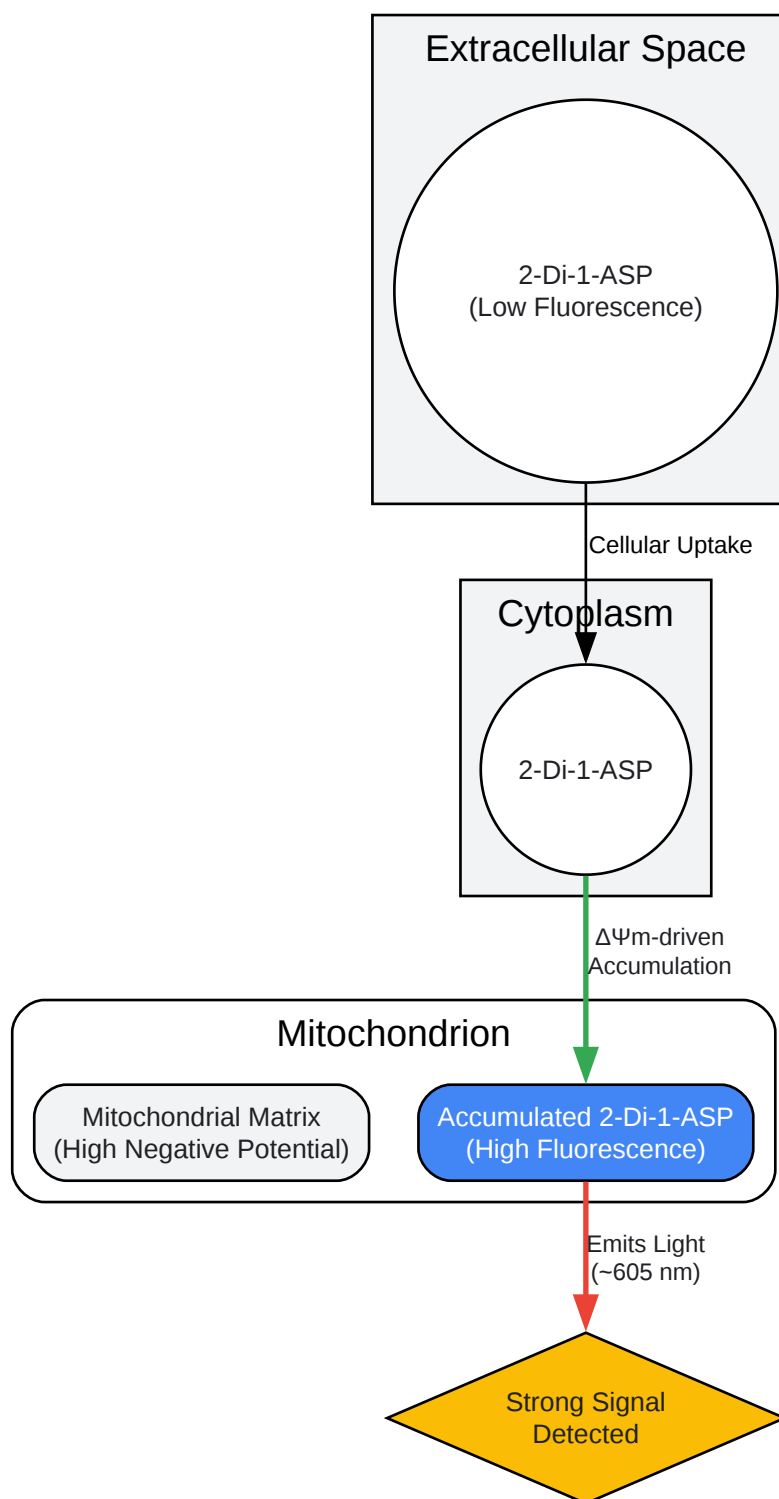 Extracellular Space
2-Di-1-ASP
(Low Fluorescence)
Cellular Uptake
Cytoplasm
2-Di-1-ASP
ΔΨm-driven
Accumulation
Mitochondrion
Mitochondrial Matrix
(High Negative Potential)
Accumulated 2-Di-1-ASP
(High Fluorescence)
Emits Light
(~605 nm)
Strong Signal
Detected